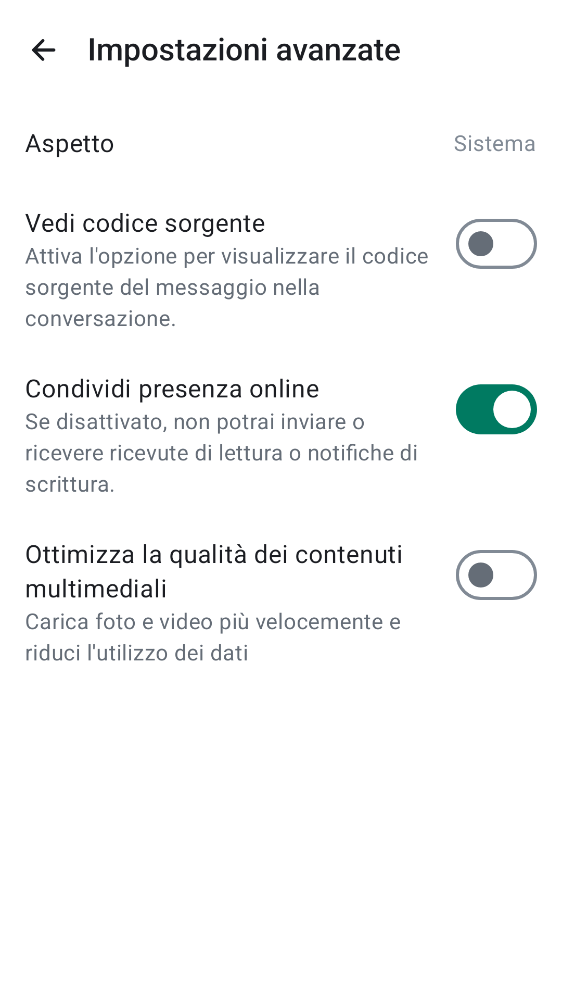 Impostazioni avanzate
Aspetto
Sistema
Vedi codice sorgente
Attiva l'opzione per visualizzare il codice
sorgente del messaggio nella
conversazione.
Condividi presenza online
Se disattivato, non potrai inviare o
ricevere ricevute di lettura o notifiche di
scrittura.
Ottimizza la qualità dei contenuti
multimediali
Carica foto e video più velocemente e
riduci l'utilizzo dei dati